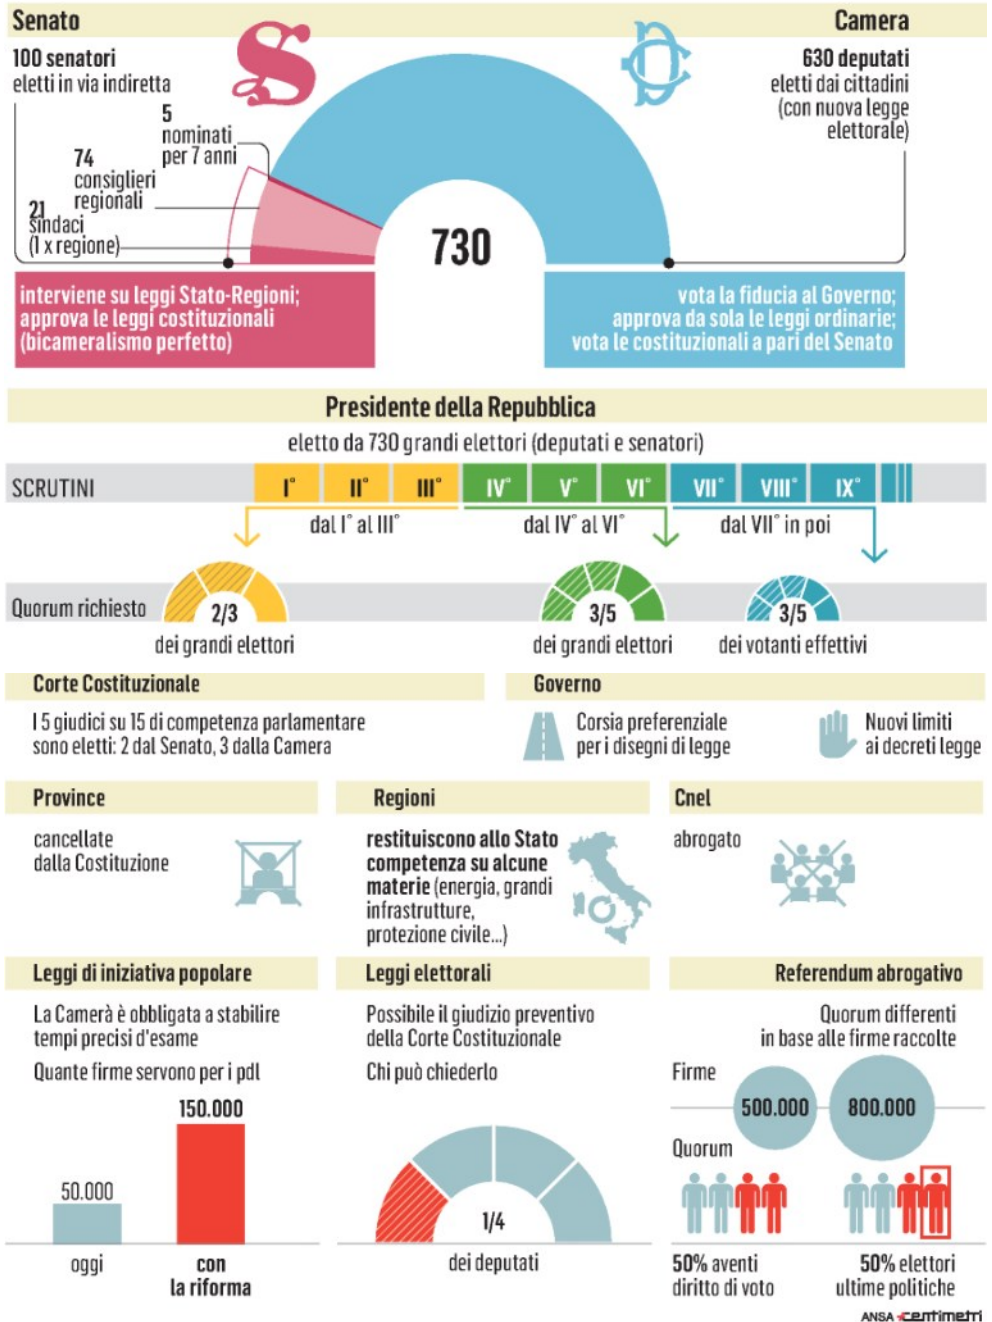 Senato
Camera
100 senatori
eletti in via indiretta
630 deputati
eletti dai cittadini
(con nuova legge
elettorale)
5
nominati
per 7 anni
74
consiglieri
regionali
21
sindaci
(1 x regione)
730
interviene su leggi Stato-Regioni;
approva le leggi costituzionali
(bicameralismo perfetto)
vota la fiducia al Governo;
approva da sola le leggi ordinarie;
vota le costituzionali a pari del Senato
Presidente della Repubblica
eletto da 730 grandi elettori (deputati e senatori)
SCRUTINI
I° II° III° IV° V° VI° VII° VIII° IX°
dal I° al III°
dal IV° al VI°
dal VII° in poi
Quorum richiesto
2/3
dei grandi elettori
3/5
dei grandi elettori
3/5
dei votanti effettivi
Corte Costituzionale
I 5 giudici su 15 di competenza parlamentare
sono eletti: 2 dal Senato, 3 dalla Camera
Governo
Corsia preferenziale
per i disegni di legge
Nuovi limiti
ai decreti legge
Province
cancellate
dalla Costituzione
Regioni
restituiscono allo Stato
competenza su alcune
materie (energia, grandi
infrastrutture,
protezione civile...)
Cnel
abrogato
Leggi di iniziativa popolare
La Camerà è obbligata a stabilire
tempi precisi d'esame
Quante firme servono per i pdl
150.000
50.000
oggi
con
la riforma
Leggi elettorali
Possibile il giudizio preventivo
della Corte Costituzionale
Chi può chiederlo
1/4
dei deputati
Referendum abrogativo
Quorum differenti
in base alle firme raccolte
Firme
500.000
800.000
Quorum
50% aventi
diritto di voto
50% elettori
ultime politiche
ANSA centimetri